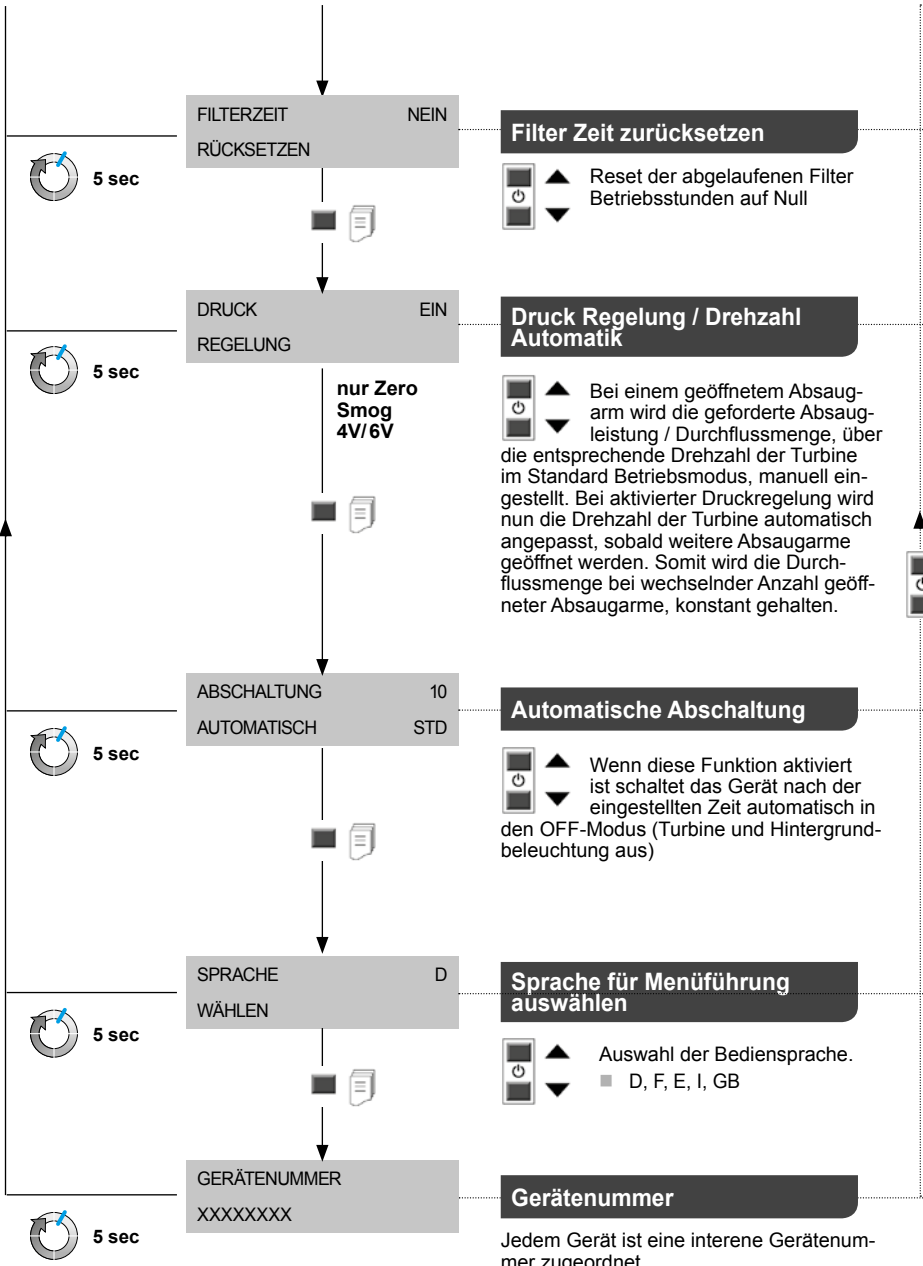 FILTERZEIT NEIN
RÜCKSETZEN
5 sec
Filter Zeit zurücksetzen
Reset der abgelaufenen Filter
Betriebsstunden auf Null
DRUCK EIN
REGELUNG
5 sec
nur Zero
Smog
4V/ 6V
Druck Regelung / Drehzahl
Automatik
Bei einem geöffnetem Absaug-
arm wird die geforderte Absaug-
leistung / Durchflussmenge, über
die entsprechende Drehzahl der Turbine
im Standard Betriebsmodus, manuell ein-
gestellt. Bei aktivierter Druckregelung wird
nun die Drehzahl der Turbine automatisch
angepasst, sobald weitere Absaugarme
geöffnet werden. Somit wird die Durch-
flussmenge bei wechselnder Anzahl geöff-
neter Absaugarme, konstant gehalten.
ABSCHALTUNG 10
AUTOMATISCH STD
5 sec
Automatische Abschaltung
Wenn diese Funktion aktiviert
ist schaltet das Gerät nach der
eingestellten Zeit automatisch in
den OFF-Modus (Turbine und Hintergrund-
beleuchtung aus)
SPRACHE D
WÄHLEN
5 sec
Sprache für Menüführung
auswählen
Auswahl der Bediensprache.
D, F, E, I, GB
GERÄTENUMMER
XXXXXXXX
5 sec
Gerätenummer
Jedem Gerät ist eine interene Gerätenum-
mer zugeordnet